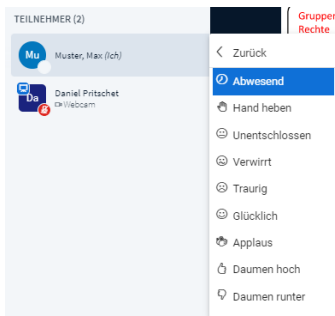 TEILNEHMER (2)
Mu
Muster, Max (Ich)
Da
Daniel Pritschet
Webcam
Gruppen
Rechte
Zurück
Abwesend
Hand heben
Unentschlossen
Verwirrt
Traurig
Glücklich
Applaus
Daumen hoch
Daumen runter